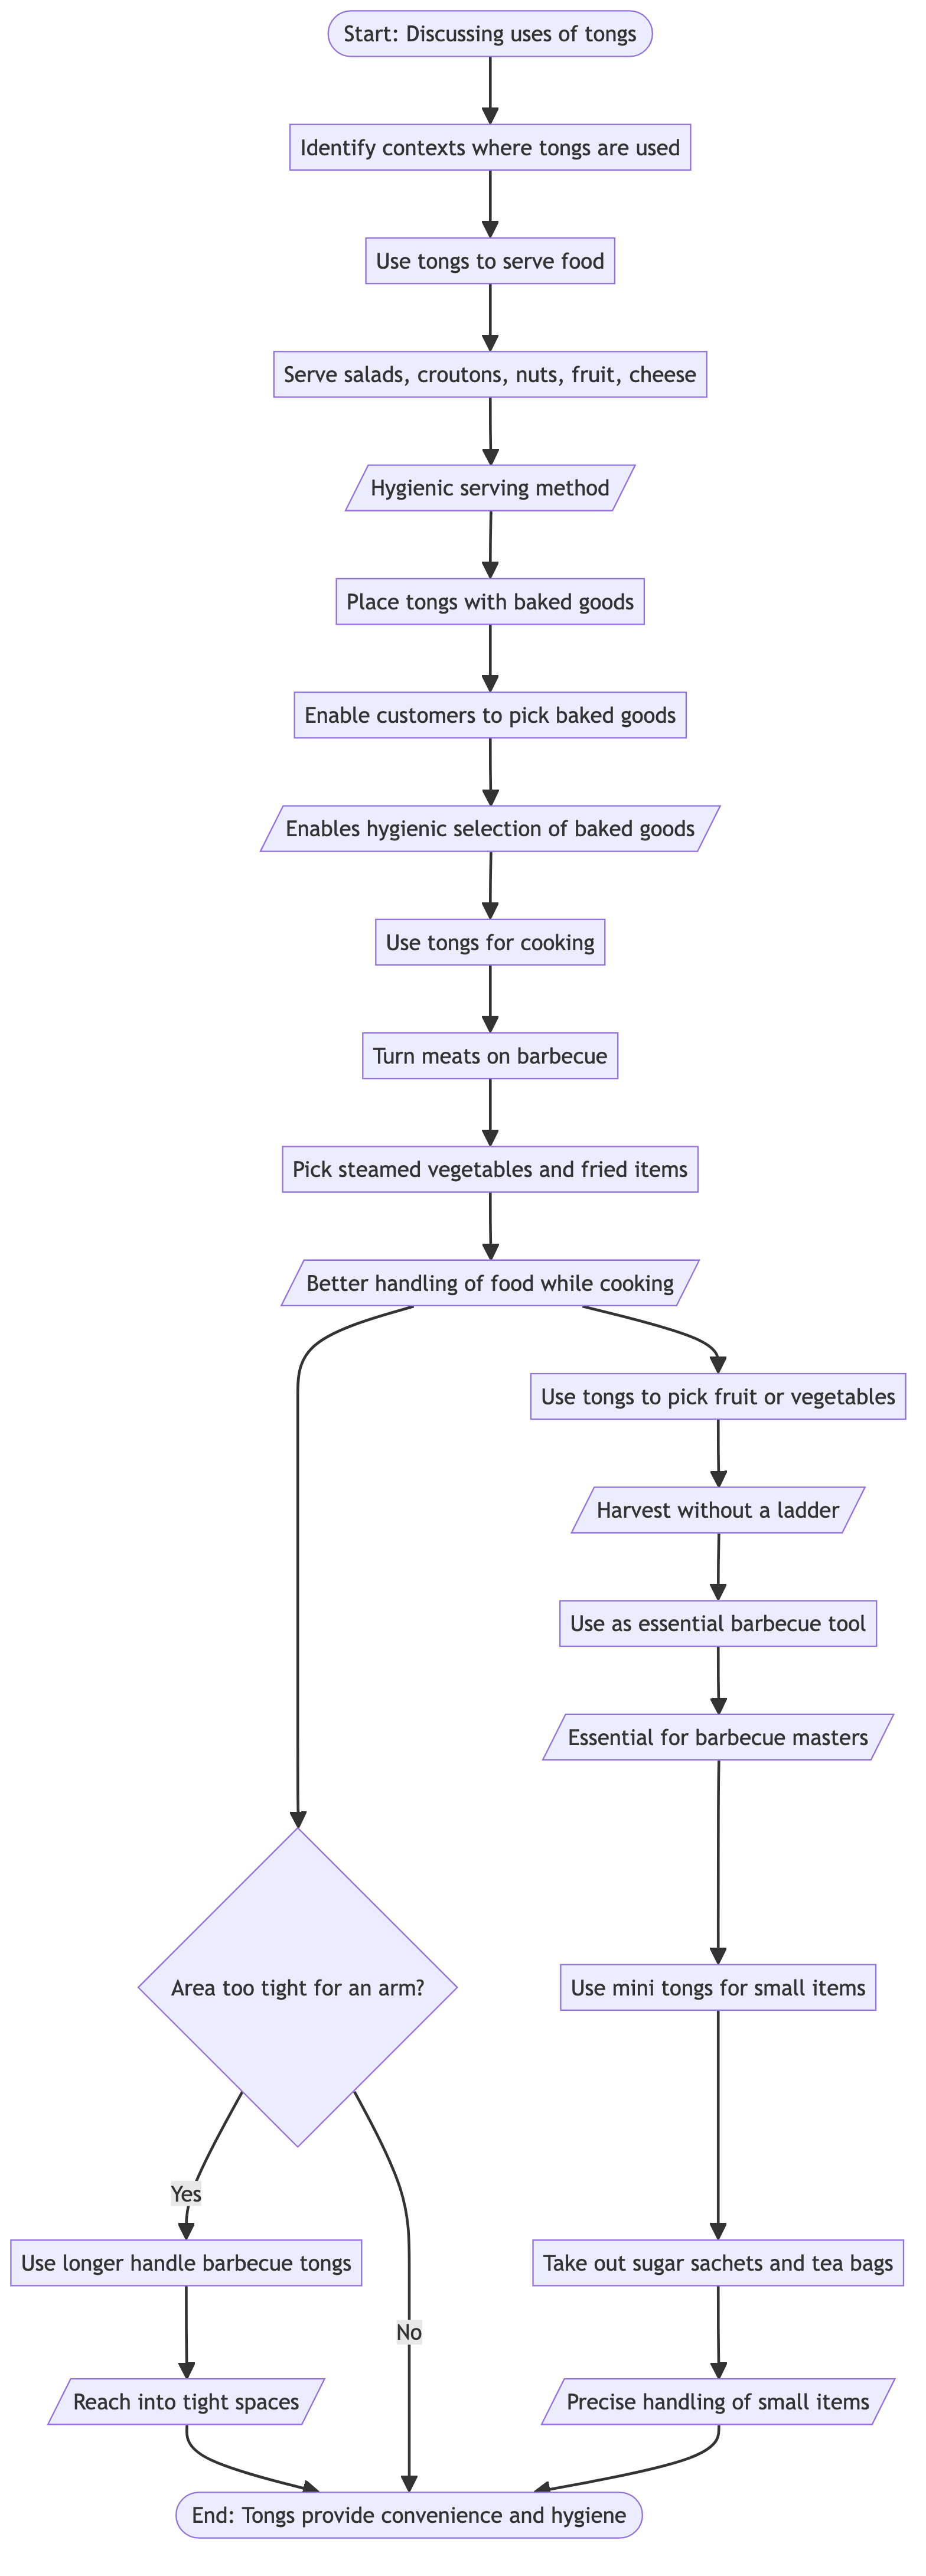 Start: Discussing uses of tongs
Identify contexts where tongs are used
Use tongs to serve food
Serve salads, croutons, nuts, fruit, cheese
Hygienic serving method
Place tongs with baked goods
Enable customers to pick baked goods
Enables hygienic selection of baked goods
Use tongs for cooking
Turn meats on barbecue
Pick steamed vegetables and fried items
Better handling of food while cooking
Use tongs to pick fruit or vegetables
Harvest without a ladder
Use as essential barbecue tool
Essential for barbecue masters
Area too tight for an arm?
Use mini tongs for small items
Yes
Use longer handle barbecue tongs
Take out sugar sachets and tea bags
No
Reach into tight spaces
Precise handling of small items
End: Tongs provide convenience and hygiene